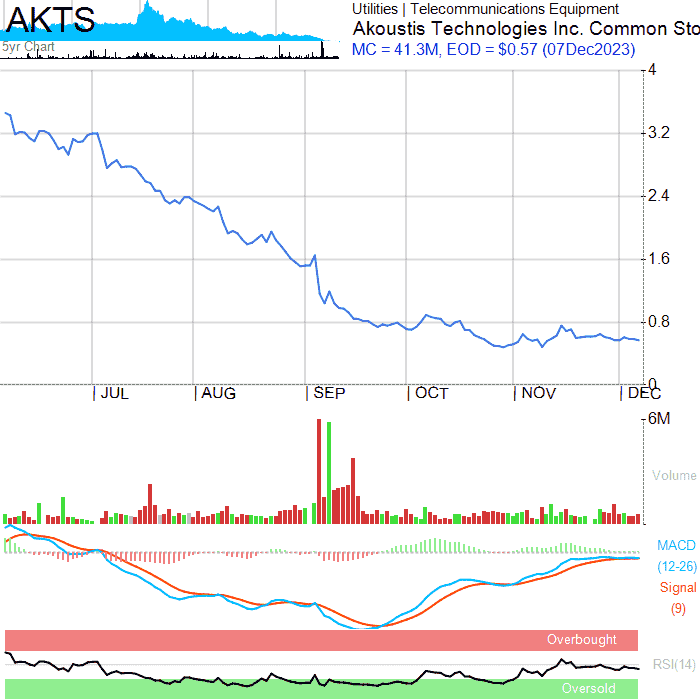 AKTS
5yr Chart
Utilities | Telecommunications Equipment
Akoustis Technologies Inc. Common Sto
MC = 41.3M, EOD = $0.57 (07Dec2023)
4
3.2
2.4
1.6
0.8
0
JUL AUG SEP OCT NOV DEC
6M
Volume
MACD
(12-26)
Signal
(9)
Overbought
RSI(14)
Oversold